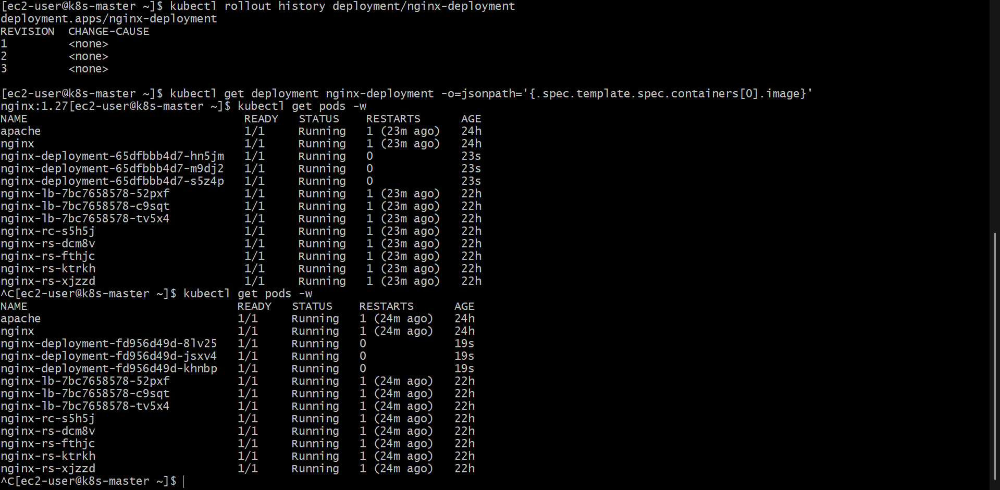 [ec2-user@k8s-master ~]$ kubectl rollout history deployment/nginx-deployment
deployment.apps/nginx-deployment
REVISION  CHANGE-CAUSE
1         <none>
2         <none>
3         <none>

[ec2-user@k8s-master ~]$ kubectl get deployment nginx-deployment -o=jsonpath='{.spec.template.spec.containers[0].image}'
nginx:1.27[ec2-user@k8s-master ~]$ kubectl get pods -w
NAME                                READY   STATUS    RESTARTS      AGE
apache                              1/1     Running   1 (23m ago)   24h
nginx                               1/1     Running   1 (23m ago)   24h
nginx-deployment-65dfbbb4d7-hn5jm   1/1     Running   0             23s
nginx-deployment-65dfbbb4d7-m9dj2   1/1     Running   0             23s
nginx-deployment-65dfbbb4d7-s5z4p   1/1     Running   0             23s
nginx-lb-7bc7658578-52pxf           1/1     Running   1 (23m ago)   22h
nginx-lb-7bc7658578-c9sqt           1/1     Running   1 (23m ago)   22h
nginx-lb-7bc7658578-tv5x4           1/1     Running   1 (23m ago)   22h
nginx-rc-s5h5j                      1/1     Running   1 (23m ago)   22h
nginx-rs-dcm8v                      1/1     Running   1 (23m ago)   22h
nginx-rs-fthjc                      1/1     Running   1 (23m ago)   22h
nginx-rs-ktrkh                      1/1     Running   1 (23m ago)   22h
nginx-rs-xjzzd                      1/1     Running   1 (23m ago)   22h
^C[ec2-user@k8s-master ~]$ kubectl get pods -w
NAME                               READY   STATUS    RESTARTS      AGE
apache                             1/1     Running   1 (24m ago)   24h
nginx                              1/1     Running   1 (24m ago)   24h
nginx-deployment-fd956d49d-8lv25   1/1     Running   0             19s
nginx-deployment-fd956d49d-jsxv4   1/1     Running   0             19s
nginx-deployment-fd956d49d-khnbp   1/1     Running   0             19s
nginx-lb-7bc7658578-52pxf          1/1     Running   1 (24m ago)   22h
nginx-lb-7bc7658578-c9sqt          1/1     Running   1 (24m ago)   22h
nginx-lb-7bc7658578-tv5x4          1/1     Running   1 (24m ago)   22h
nginx-rc-s5h5j                     1/1     Running   1 (24m ago)   22h
nginx-rs-dcm8v                     1/1     Running   1 (24m ago)   22h
nginx-rs-fthjc                     1/1     Running   1 (24m ago)   22h
nginx-rs-ktrkh                     1/1     Running   1 (24m ago)   22h
nginx-rs-xjzzd                     1/1     Running   1 (24m ago)   22h
^C[ec2-user@k8s-master ~]$